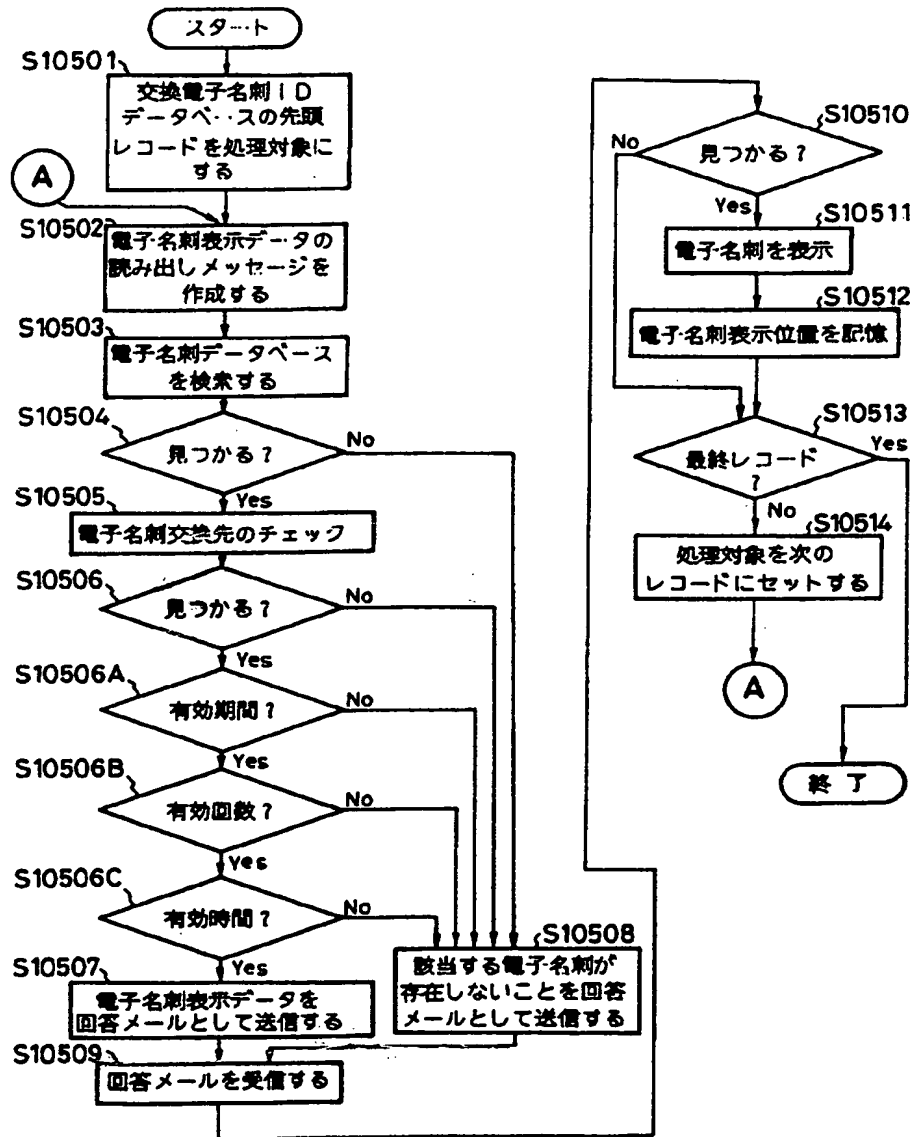 スタート
S10501
交換電子名刺ID
データベースの先頭
レコードを処理対象に
する
A
S10502
電子名刺表示データの
読み出しメッセージを
作成する
S10503
電子名刺データベース
を検索する
S10504
見つかる?
No
Yes
S10505
電子名刺交換先のチェック
S10506
見つかる?
No
Yes
S10506A
有効期間?
No
Yes
S10506B
有効回数?
No
Yes
S10506C
有効時間?
No
Yes
S10507
電子名刺表示データを
回答メールとして送信する
S10508
該当する電子名刺が
存在しないことを回答
メールとして送信する
S10509
回答メールを受信する
S10510
見つかる?
No
Yes
S10511
電子名刺を表示
S10512
電子名刺表示位置を記憶
S10513
最終レコード
?
Yes
No
S10514
処理対象を次の
レコードにセットする
A
終了